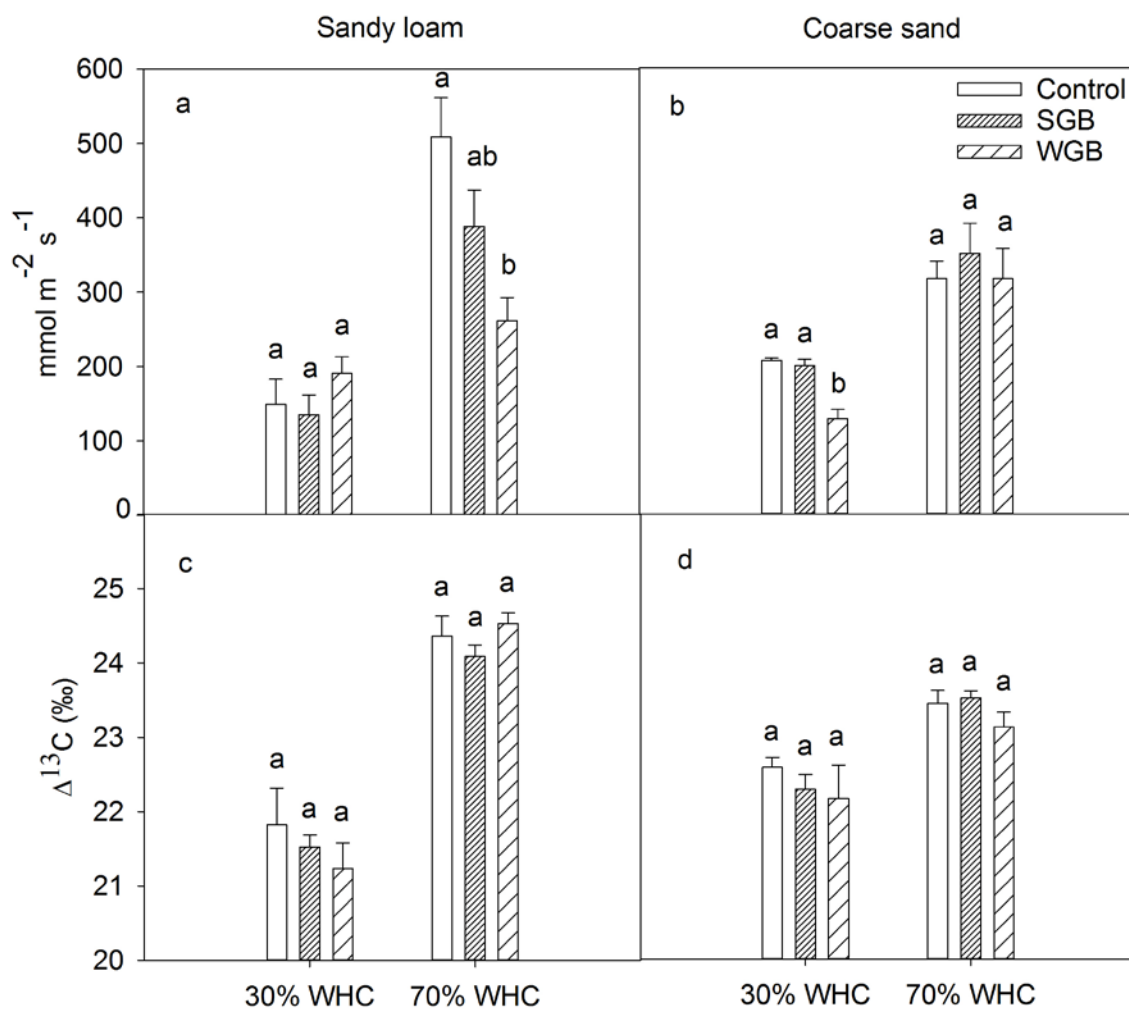 Sandy loam
Coarse sand
a
b
Control
SGB
WGB
mmol m⁻² s⁻¹
600
500
400
300
200
100
0
a
a
a
a
ab
b
a
a
b
a
a
a
c
d
Δ¹³C (‰)
25
24
23
22
21
20
a
a
a
a
a
a
a
a
a
a
a
a
30% WHC
70% WHC
30% WHC
70% WHC